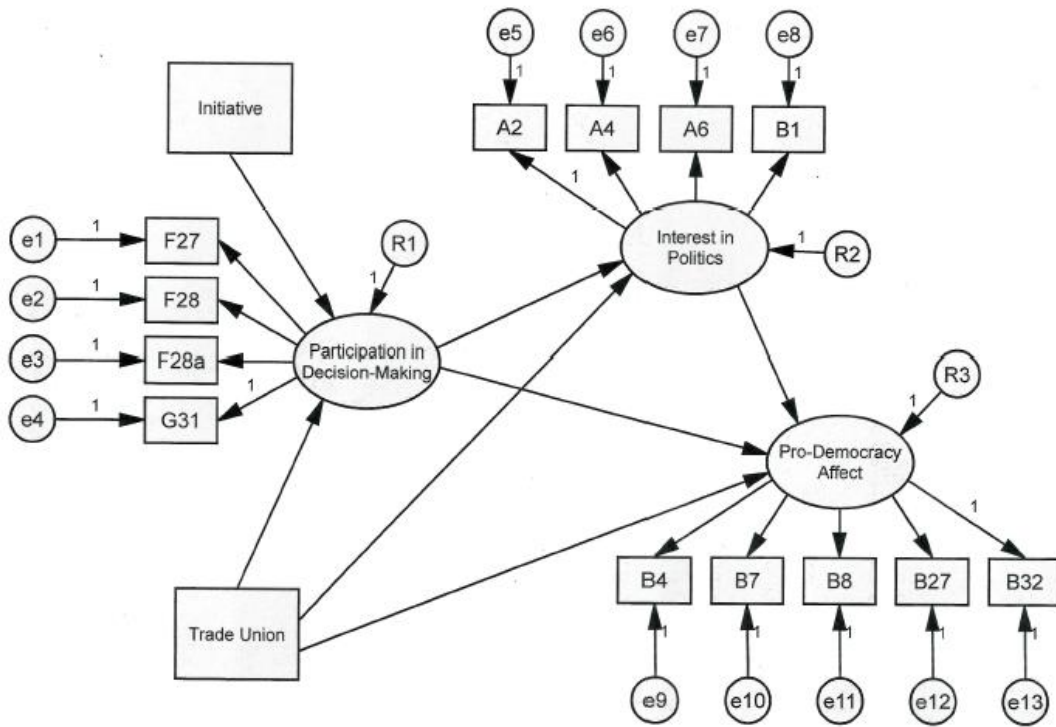 e5
e6
e7
e8
1
1
1
1
A2
A4
A6
B1
1
Initiative
Interest in
Politics
1
R2
e1
1
F27
R1
1
e2
1
F28
e3
1
F28a
Participation in
Decision-Making
e4
1
G31
1
R3
1
Pro-Democracy
Affect
1
Trade Union
B4
B7
B8
B27
B32
1
1
1
1
1
e9
e10
e11
e12
e13